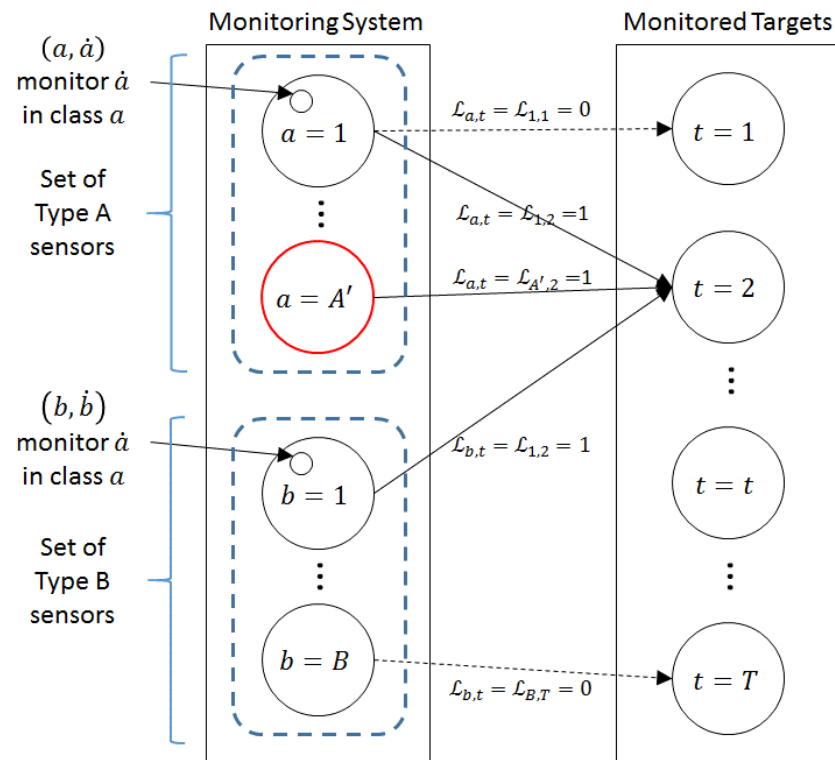 Monitoring System
Monitored Targets
(a, ȧ)
monitor ȧ
in class a
Set of
Type A
sensors
a = 1
⋮
a = A′
ℒa,t = ℒ1,1 = 0
ℒa,t = ℒ1,2 =1
ℒa,t = ℒA′,2 =1
t = 1
t = 2
⋮
(b, ḃ)
monitor ȧ
in class a
Set of
Type B
sensors
b = 1
⋮
b = B
ℒb,t = ℒ1,2 = 1
ℒb,t = ℒB,T = 0
t = t
⋮
t = T